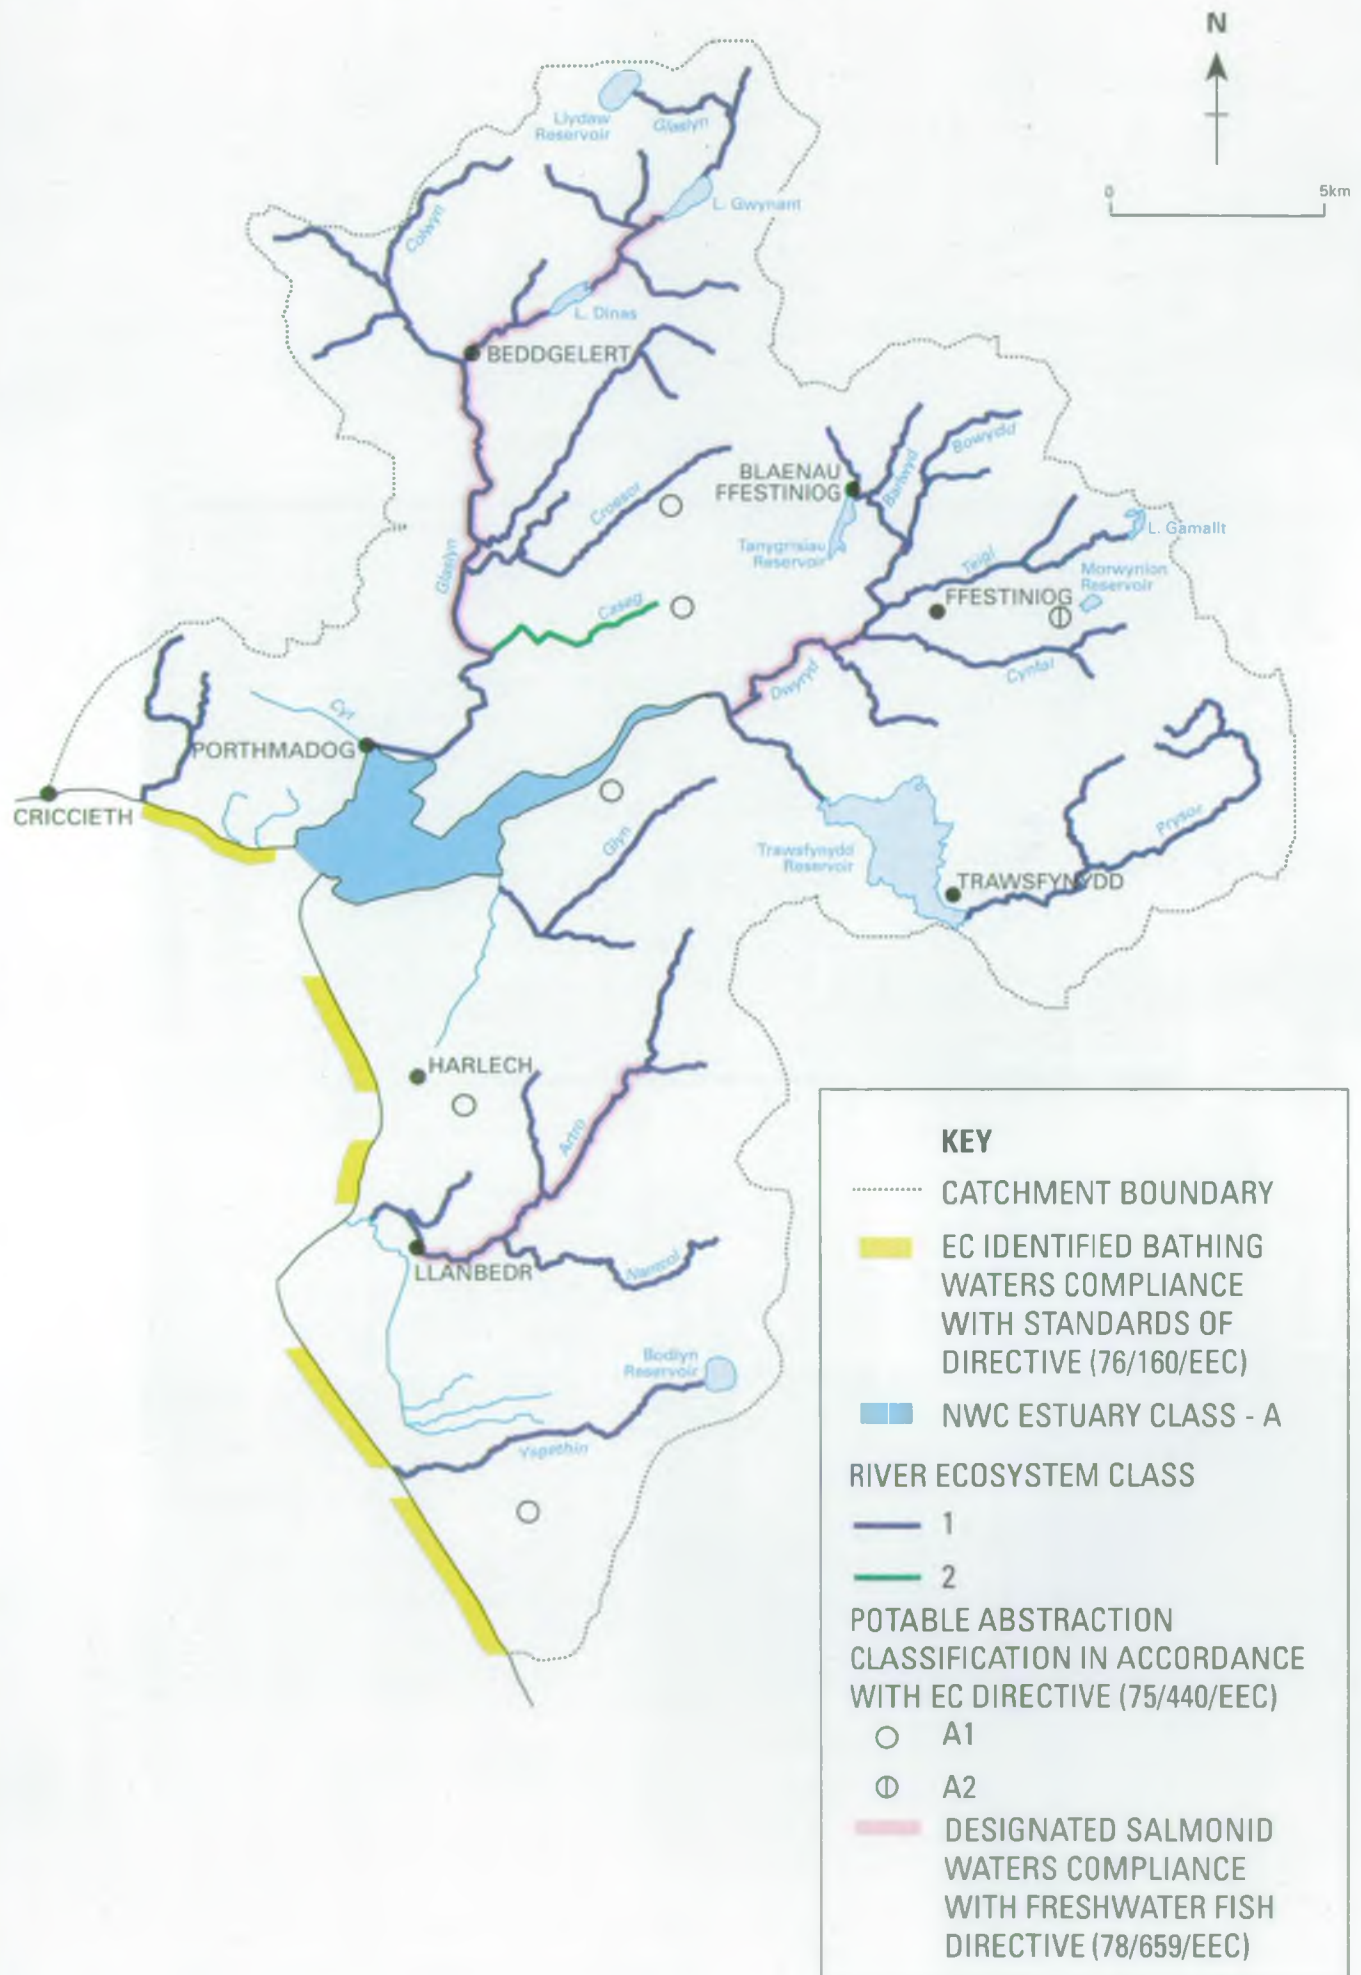 N
0 5km
Llydaw
Reservoir
Glaslyn
L. Gwynant
Colwyn
L. Dinas
BEDDGELERT
BLAENAU
FFESTINIOG
Barlwyd
Bowydd
Croesor
Tanygrisiau
Reservoir
L. Gamallt
Teigl
Morwynion
Reservoir
FFESTINIOG
Glaslyn
Caseg
Cynfal
Dwyryd
Cyt
PORTHMADOG
CRICCIETH
Glyn
Trawsfynydd
Reservoir
Prysor
TRAWSFYNYDD
HARLECH
Artro
LLANBEDR
Nantcol
Bodlyn
Reservoir
Ysgethin
KEY
CATCHMENT BOUNDARY
EC IDENTIFIED BATHING
WATERS COMPLIANCE
WITH STANDARDS OF
DIRECTIVE (76/160/EEC)
NWC ESTUARY CLASS - A
RIVER ECOSYSTEM CLASS
1
2
POTABLE ABSTRACTION
CLASSIFICATION IN ACCORDANCE
WITH EC DIRECTIVE (75/440/EEC)
A1
A2
DESIGNATED SALMONID
WATERS COMPLIANCE
WITH FRESHWATER FISH
DIRECTIVE (78/659/EEC)